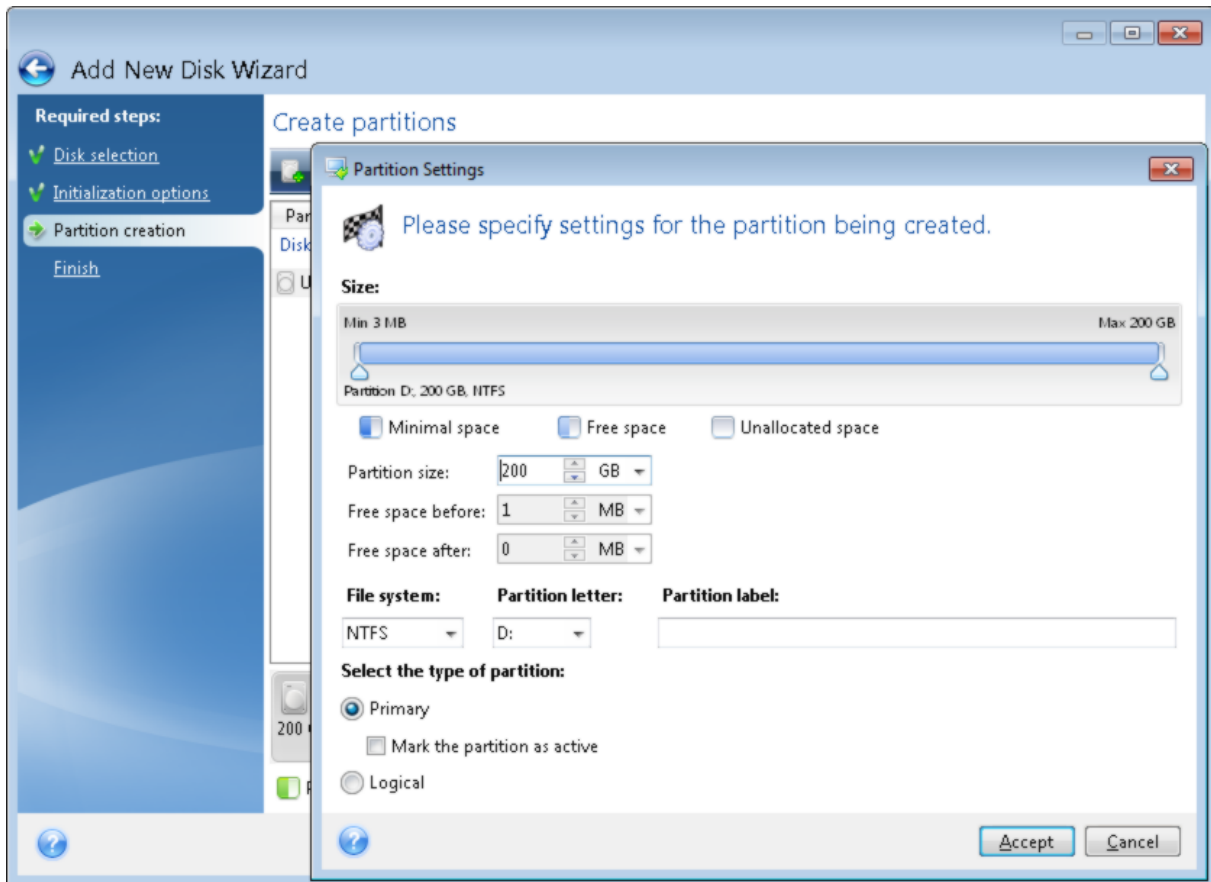 Add New Disk Wizard
Required steps:
Disk selection
Initialization options
Partition creation
Finish
Create partitions
Par
Disk
U
200
Partition Settings
Please specify settings for the partition being created.
Size:
Min 3 MB Max 200 GB
Partition D:, 200 GB, NTFS
Minimal space Free space Unallocated space
Partition size: 200 GB
Free space before: 1 MB
Free space after: 0 MB
File system: Partition letter: Partition label:
NTFS D:
Select the type of partition:
Primary
Mark the partition as active
Logical
Accept Cancel